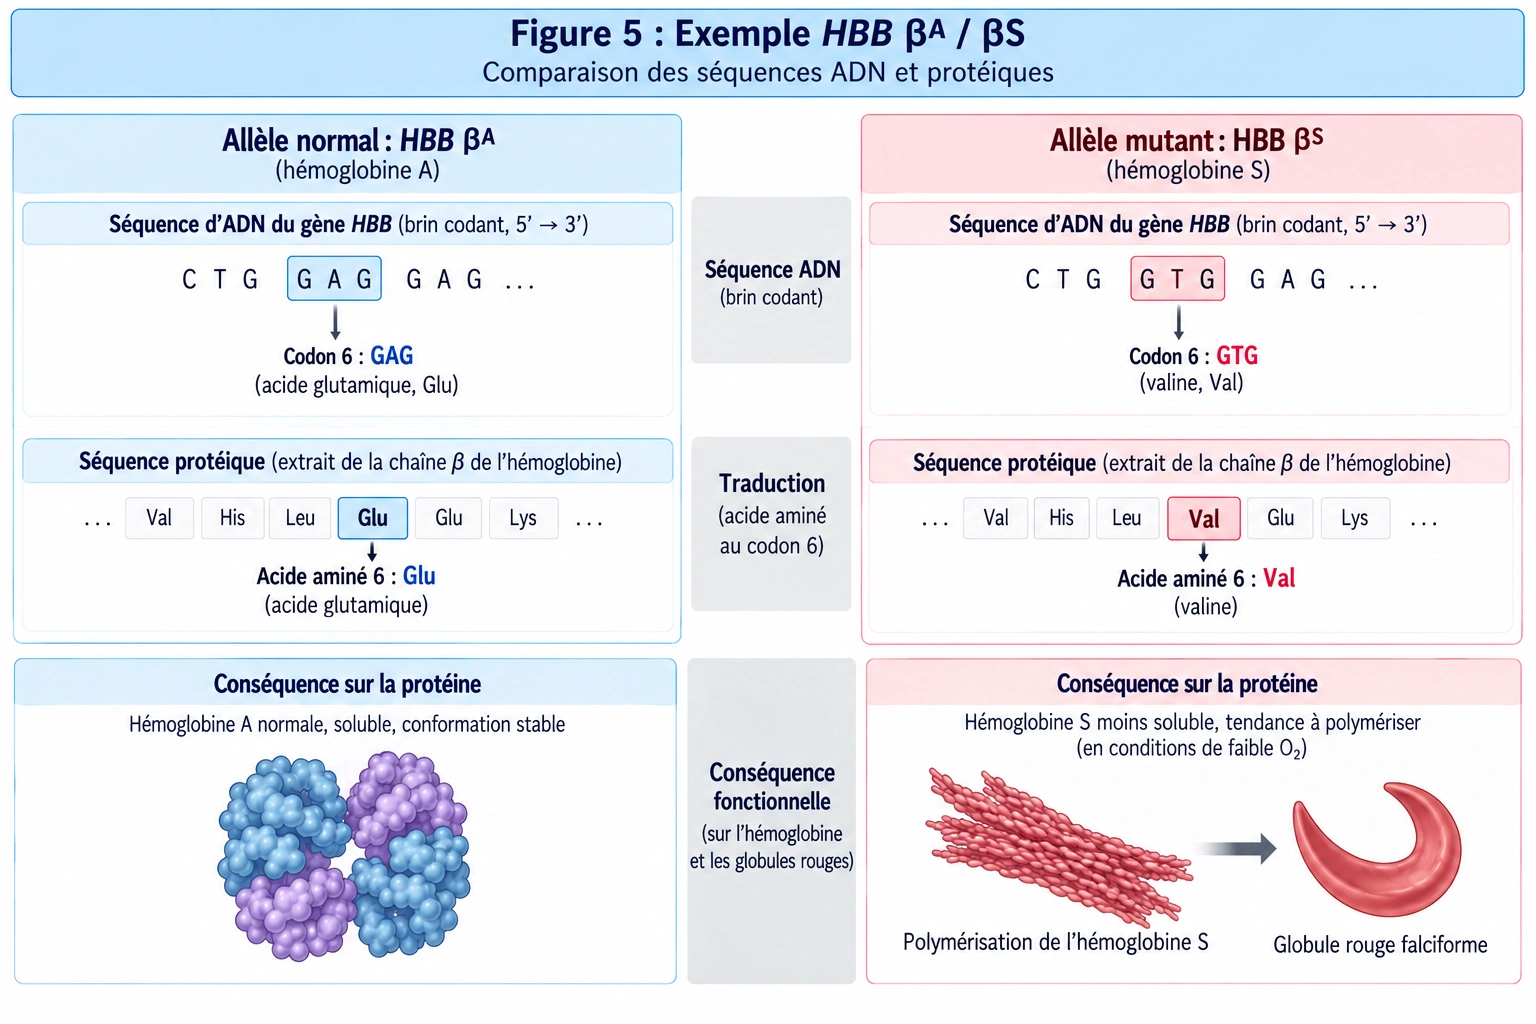 Figure 5 : Exemple HBB βA / βS
Comparaison des séquences ADN et protéiques
Allèle normal : HBB βA
(hémoglobine A)
Séquence d’ADN du gène HBB (brin codant, 5’ → 3’)
C T G G A G G A G ...
Codon 6 : GAG
(acide glutamique, Glu)
Séquence protéique (extrait de la chaîne β de l’hémoglobine)
... Val His Leu Glu Glu Lys ...
Acide aminé 6 : Glu
(acide glutamique)
Conséquence sur la protéine
Hémoglobine A normale, soluble, conformation stable
Séquence ADN
(brin codant)
Traduction
(acide aminé
au codon 6)
Conséquence
fonctionnelle
(sur l’hémoglobine
et les globules rouges)
Allèle mutant : HBB βS
(hémoglobine S)
Séquence d’ADN du gène HBB (brin codant, 5’ → 3’)
C T G G T G G A G ...
Codon 6 : GTG
(valine, Val)
Séquence protéique (extrait de la chaîne β de l’hémoglobine)
... Val His Leu Val Glu Lys ...
Acide aminé 6 : Val
(valine)
Conséquence sur la protéine
Hémoglobine S moins soluble, tendance à polymériser
(en conditions de faible O₂)
Polymérisation de l’hémoglobine S
Globule rouge falciforme